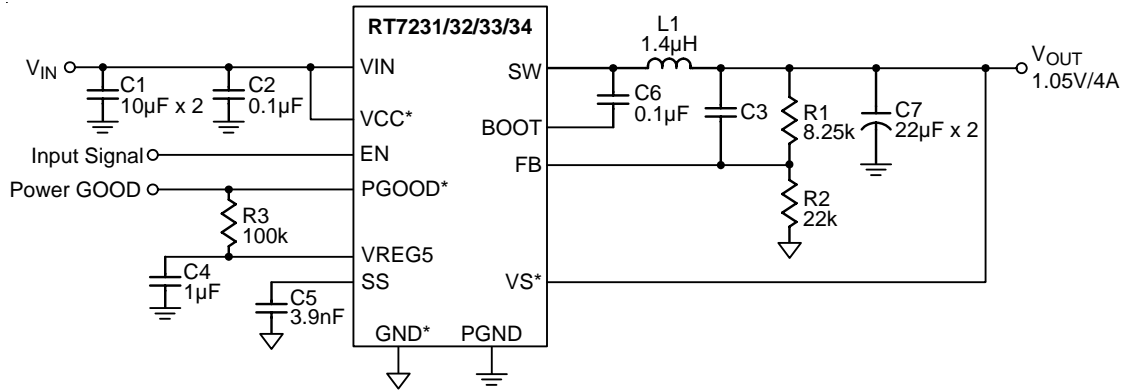 RT7231/32/33/34
VIN
VIN
C1
10µF x 2
C2
0.1µF
VCC*
Input Signal
EN
Power GOOD
PGOOD*
R3
100k
VREG5
C4
1µF
SS
C5
3.9nF
GND*
PGND
SW
L1
1.4µH
C6
0.1µF
BOOT
C3
R1
8.25k
C7
22µF x 2
FB
R2
22k
VS*
VOUT
1.05V/4A